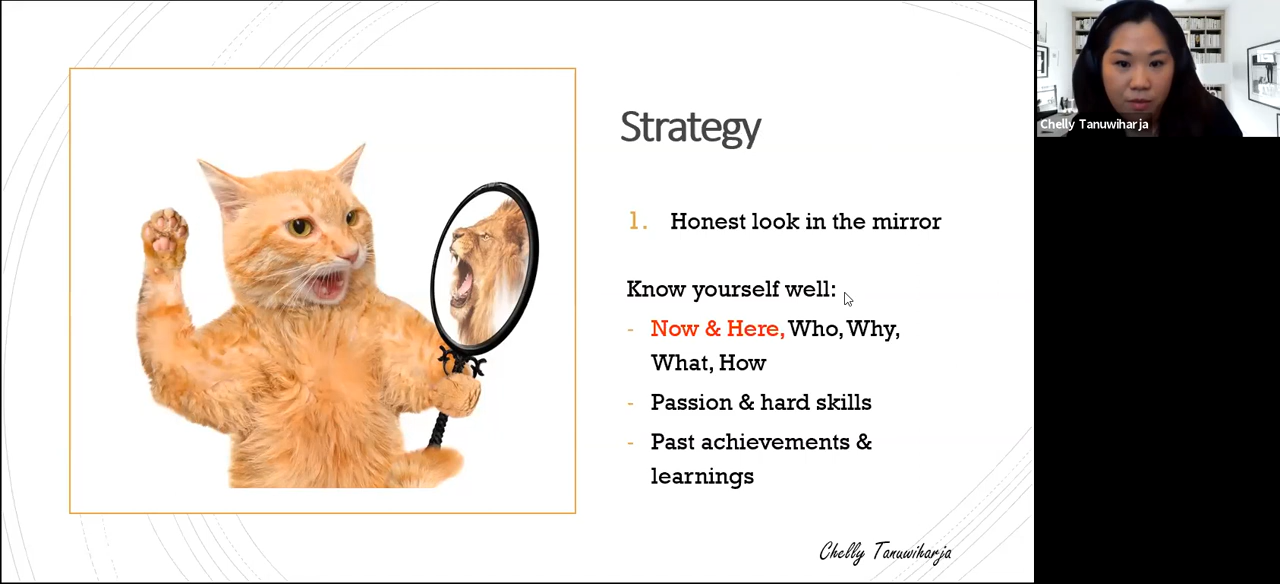 Strategy
1. Honest look in the mirror
Know yourself well:
- Now & Here, Who, Why,
What, How
- Passion & hard skills
- Past achievements &
learnings
Chelly Tanuwiharja
Chelly Tanuwiharja